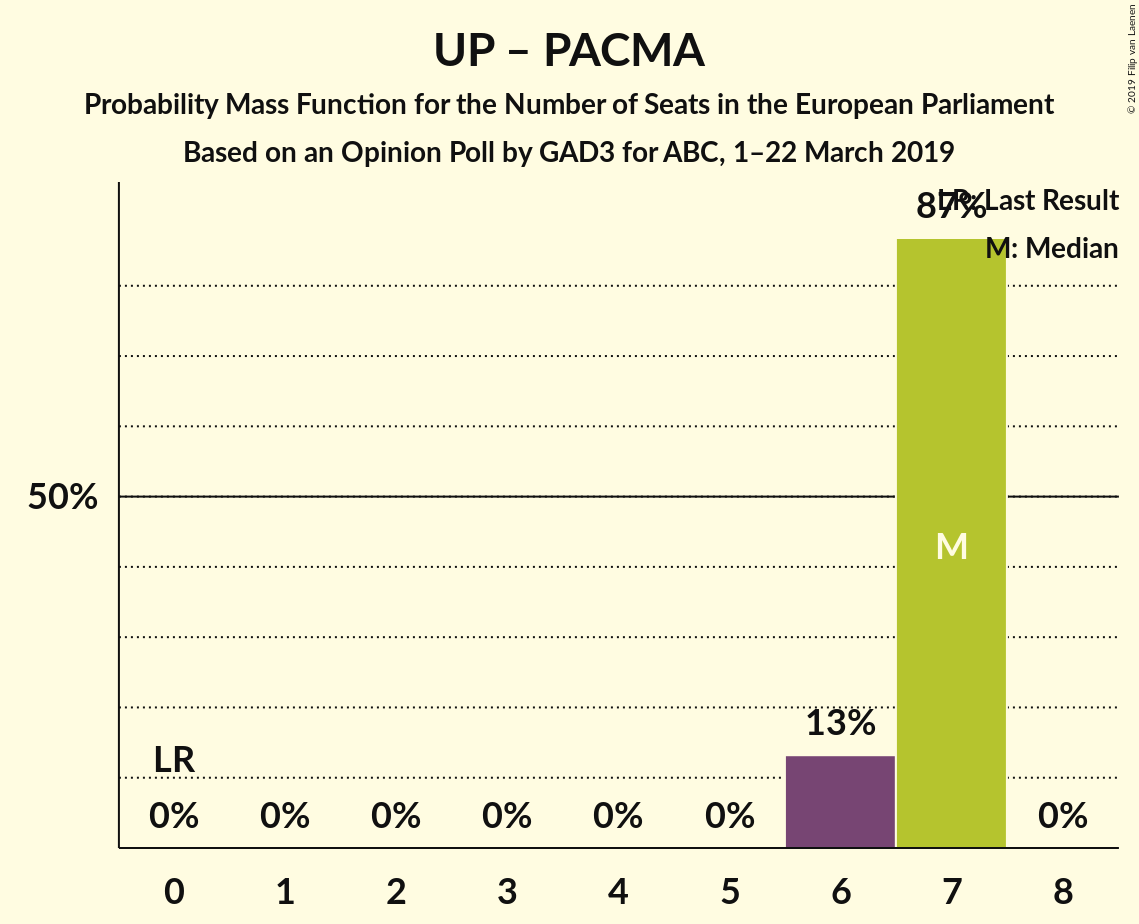 UP – PACMA
Probability Mass Function for the Number of Seats in the European Parliament
Based on an Opinion Poll by GAD3 for ABC, 1–22 March 2019
© 2019 Filip van Laenen
LR: Last Result
M: Median
87%
50%
M
13%
LR
0% 0% 0% 0% 0% 0% 0%
0 1 2 3 4 5 6 7 8